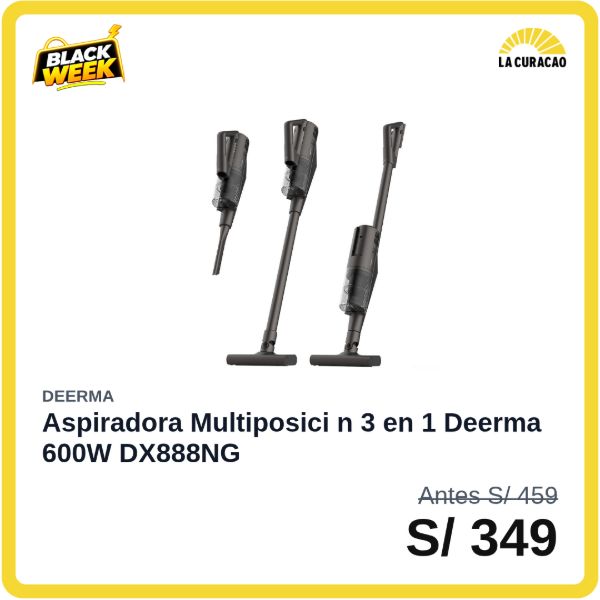 BLACK
WEEK
LA CURACAO
DEERMA
Aspiradora Multiposici n 3 en 1 Deerma
600W DX888NG
Antes S/ 459
S/ 349